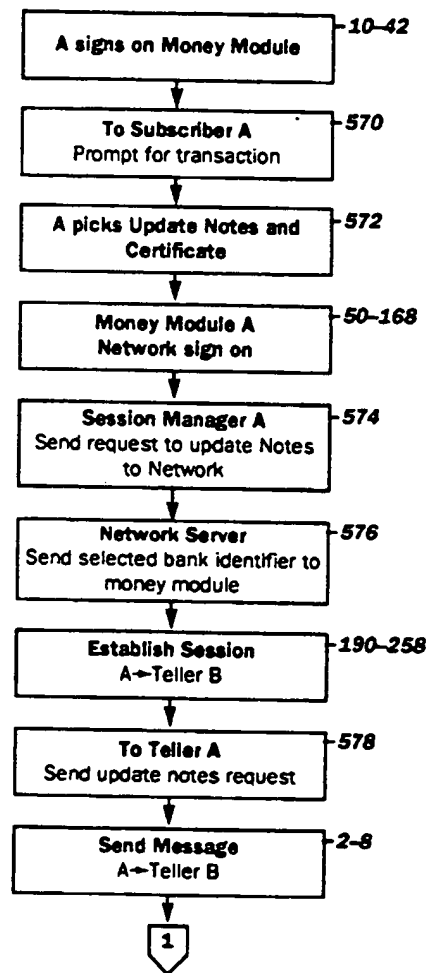 A signs on Money Module
10-42
To Subscriber A
570
Prompt for transaction
A picks Update Notes and
572
Certificate
Money Module A
50-168
Network sign on
Session Manager A
574
Send request to update Notes
to Network
Network Server
576
Send selected bank identifier to
money module
Establish Session
190-258
A→Teller B
To Teller A
578
Send update notes request
Send Message
2-8
A→Teller B
1